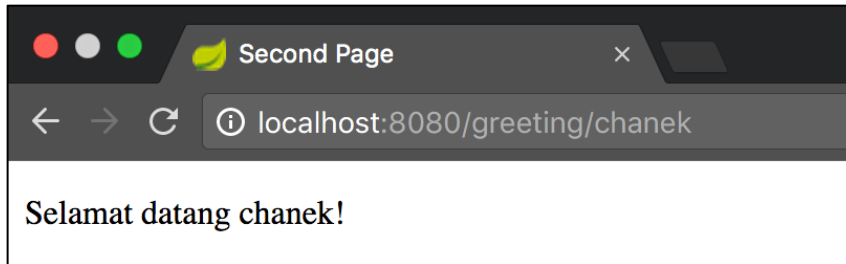 Second Page
localhost:8080/greeting/chanek
Selamat datang chanek!